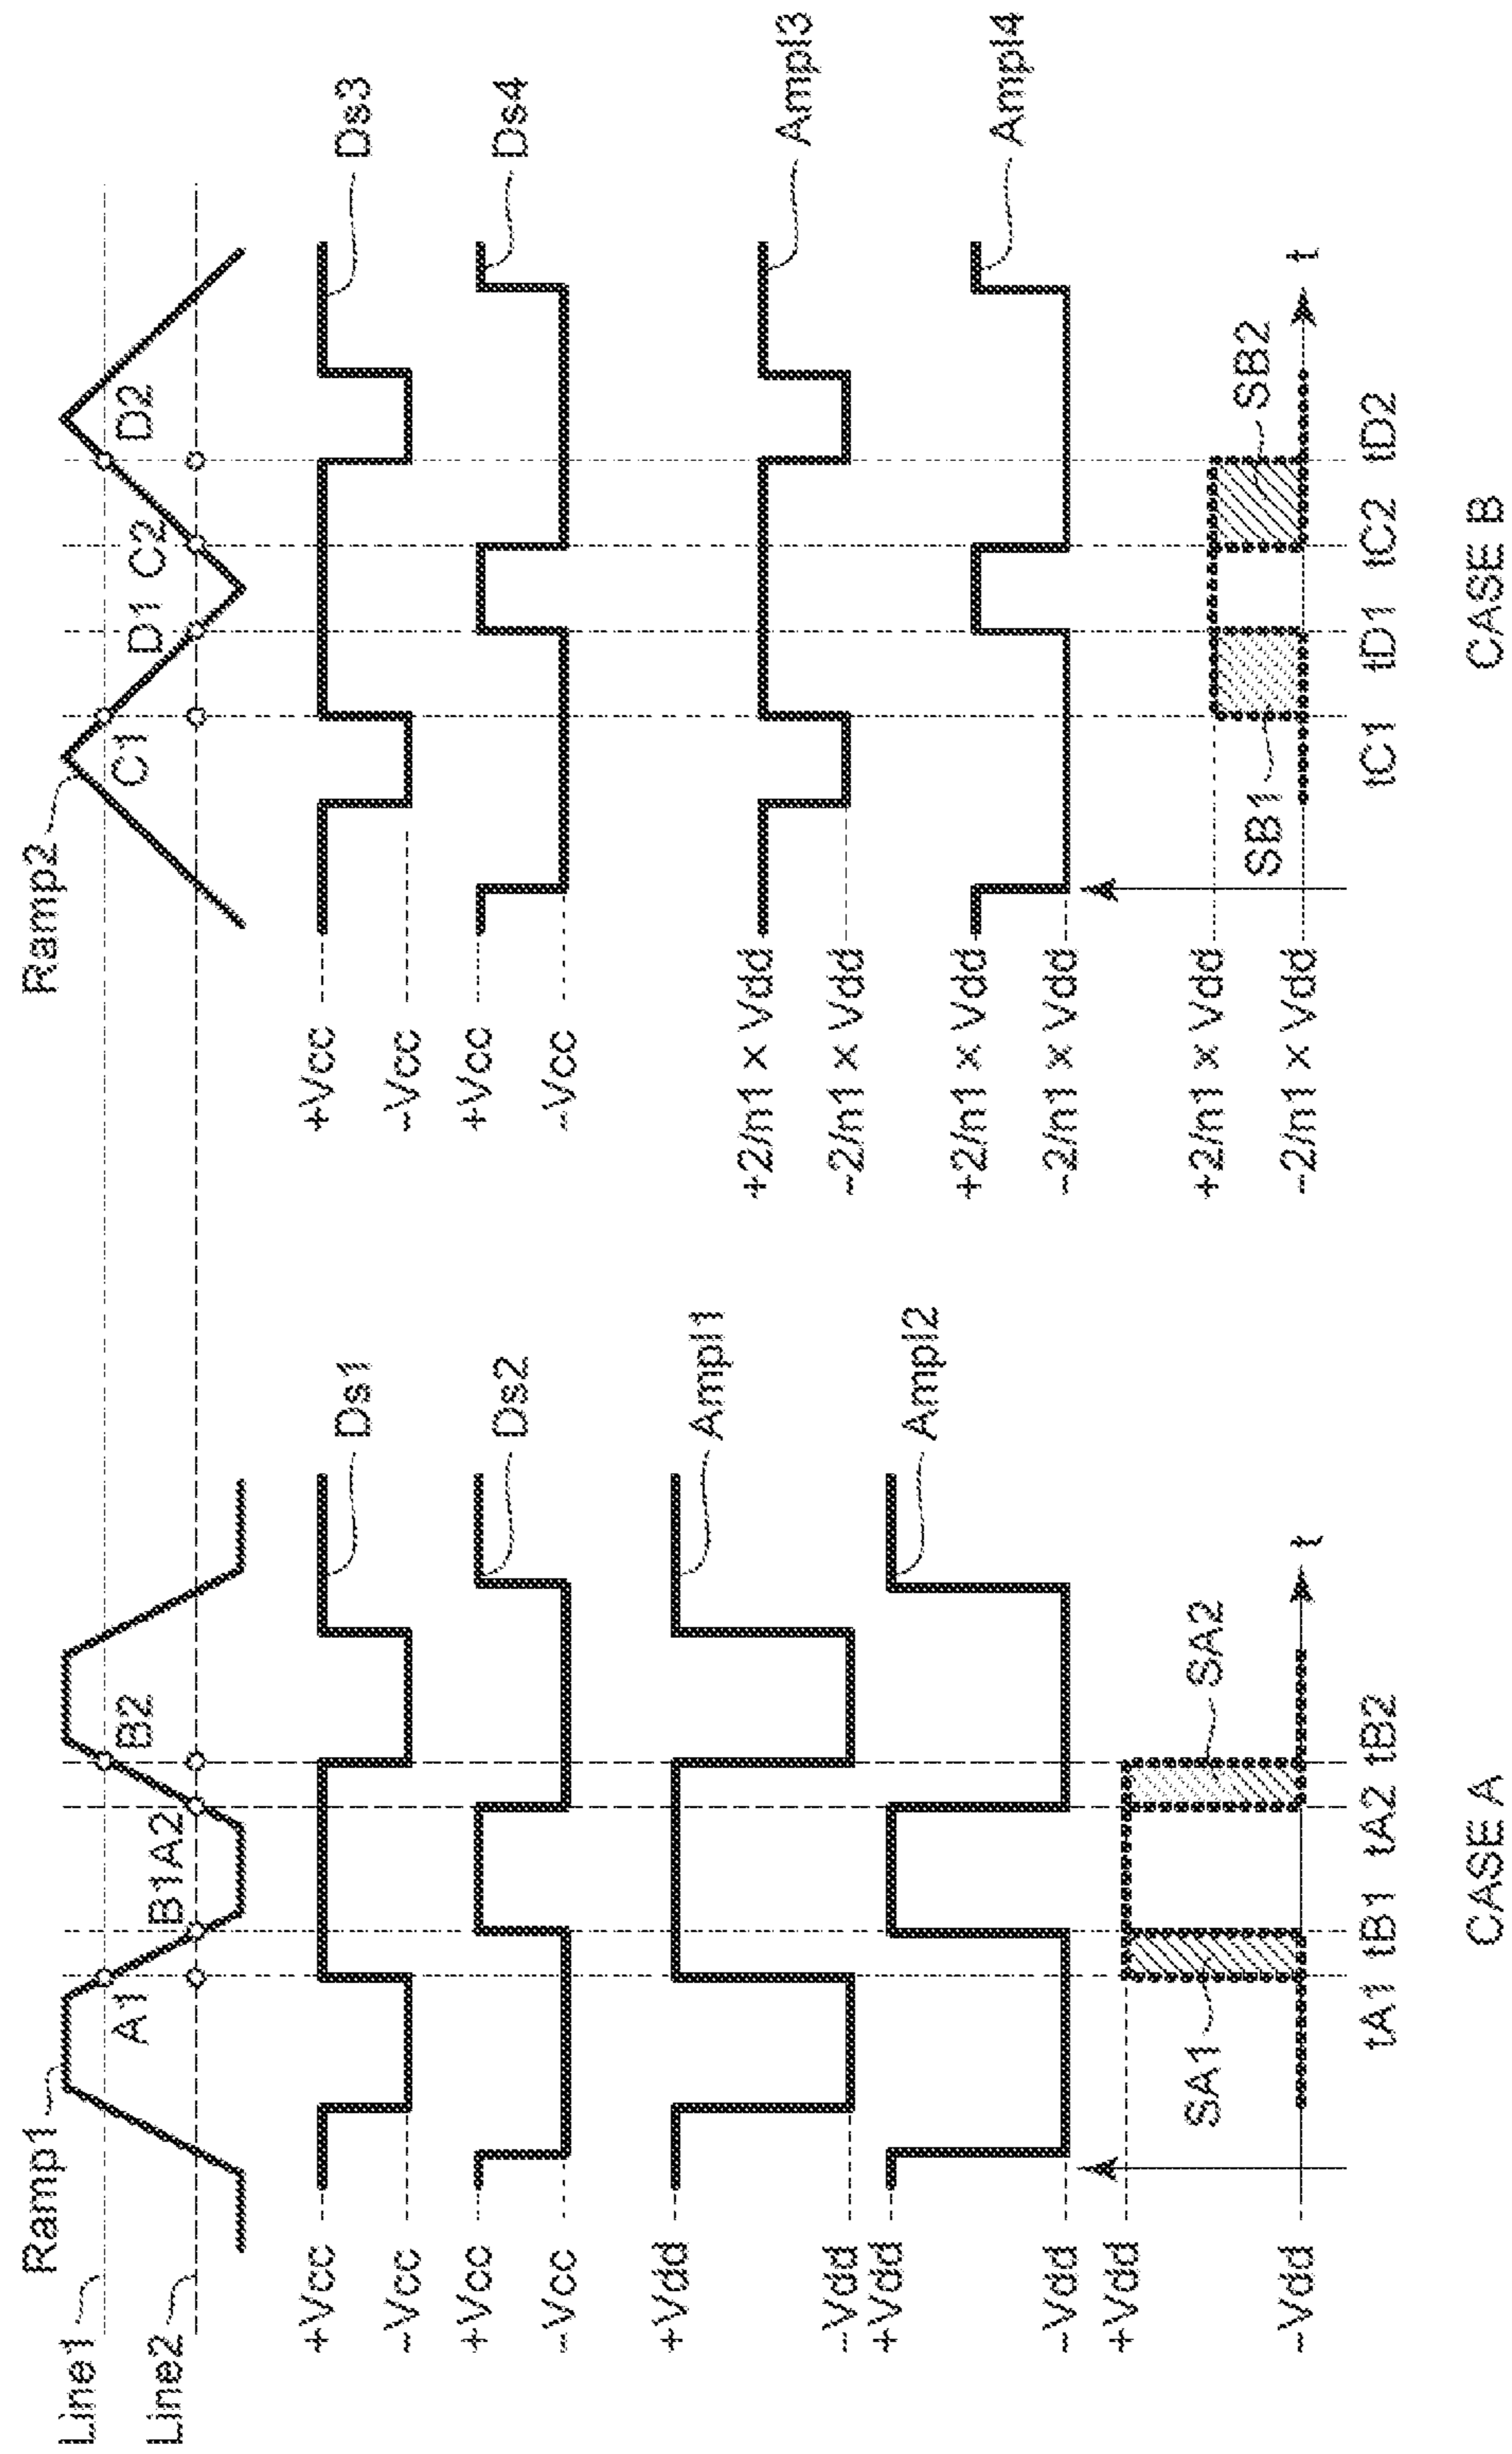 Line1
Ramp1
Line2
A1
B1
A2
B2
+Vcc
−Vcc
Ds1
+Vcc
−Vcc
Ds2
+Vdd
−Vdd
Ampl1
+Vdd
−Vdd
Ampl2
+Vdd
−Vdd
SA1
SA2
t
tA1
tB1
tA2
tB2
CASE A
Ramp2
C1
D1
C2
D2
+Vcc
−Vcc
Ds3
+Vcc
−Vcc
Ds4
+2/n1 × Vdd
−2/n1 × Vdd
Ampl3
+2/n1 × Vdd
−2/n1 × Vdd
Ampl4
+2/n1 × Vdd
−2/n1 × Vdd
SB1
SB2
t
tC1
tD1
tC2
tD2
CASE B